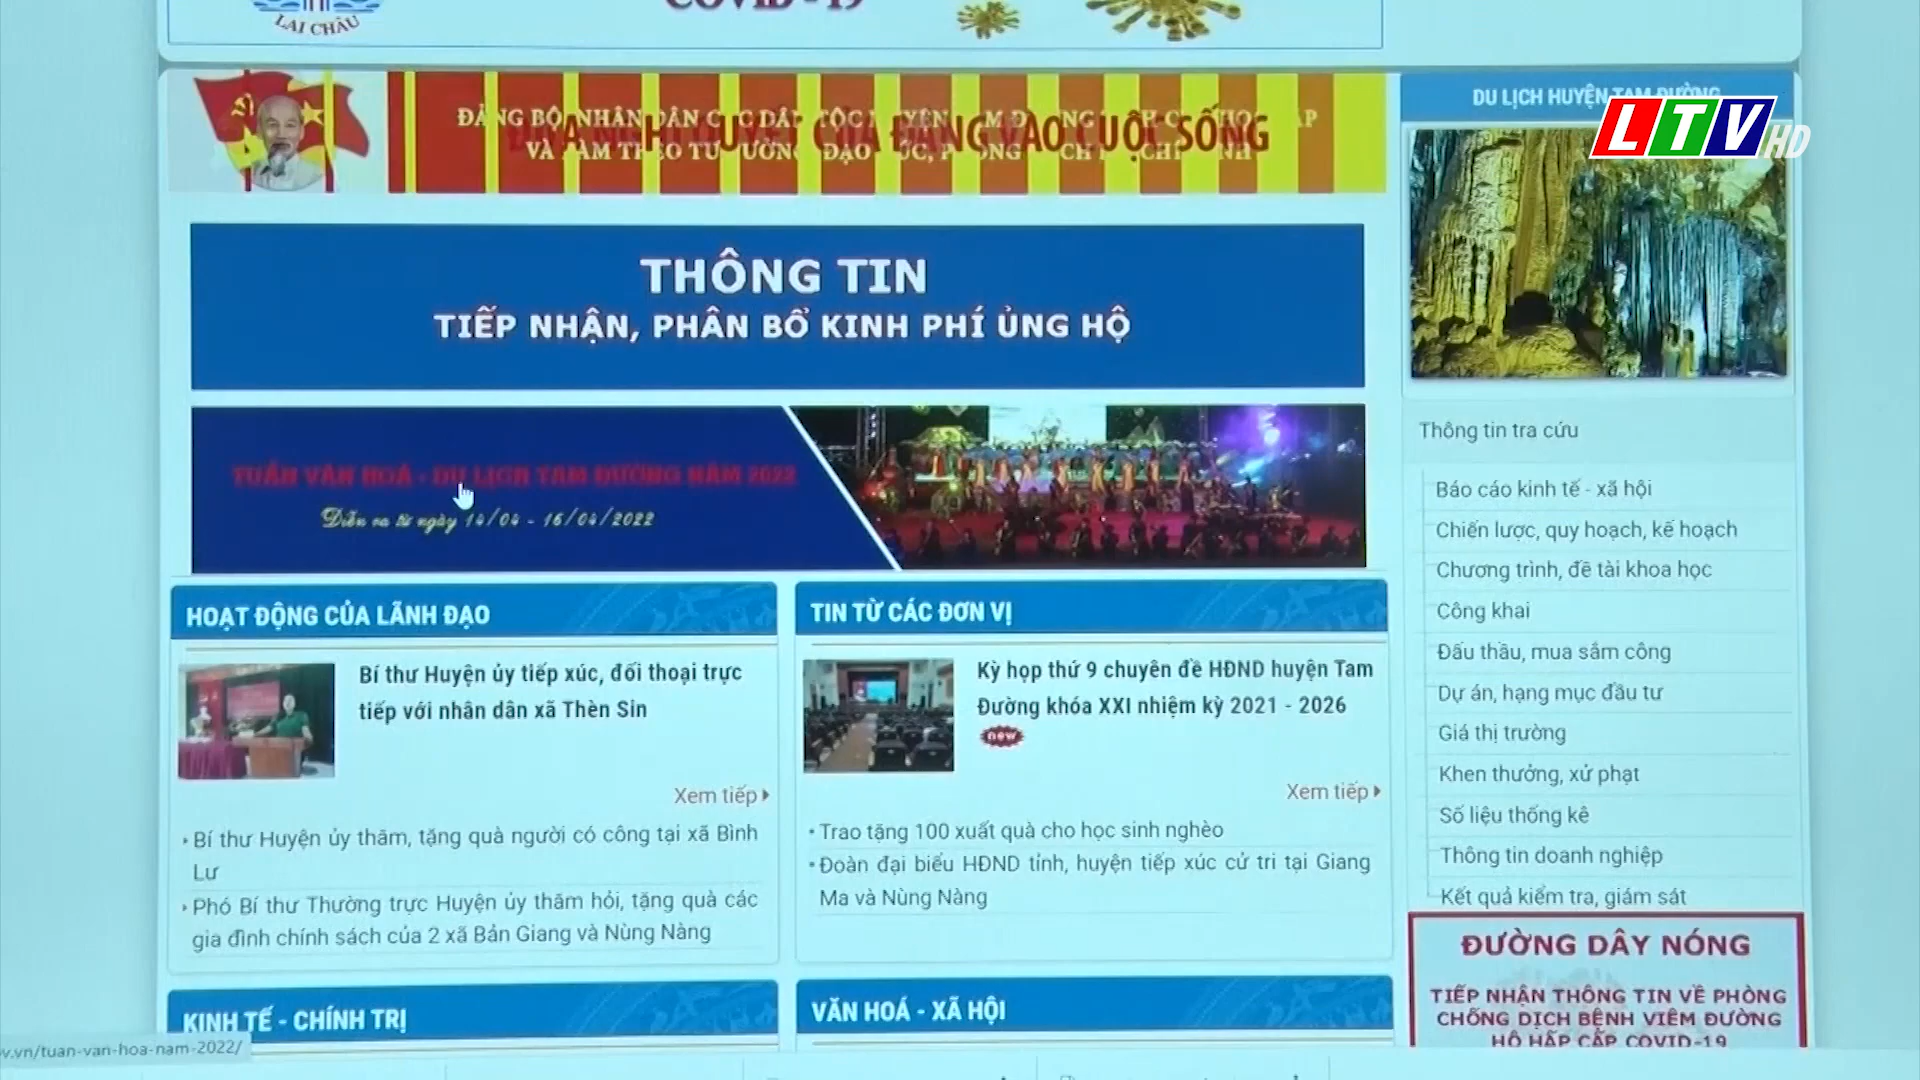 COVID - 19
LAI CHÂU
DU LỊCH HUYỆN TAM ĐƯỜNG
LTV HD
THÔNG TIN
TIẾP NHẬN, PHÂN BỔ KINH PHÍ ỦNG HỘ
TUẦN VĂN HOÁ - DU LỊCH TAM ĐƯỜNG NĂM 2022
Diễn ra từ ngày 14/04 - 16/04/2022
HOẠT ĐỘNG CỦA LÃNH ĐẠO
Bí thư Huyện ủy tiếp xúc, đối thoại trực
tiếp với nhân dân xã Thèn Sin
Xem tiếp
Bí thư Huyện ủy thăm, tặng quà người có công tại xã Bình
Lư
Phó Bí thư Thường trực Huyện ủy thăm hỏi, tặng quà các
gia đình chính sách của 2 xã Bản Giang và Nùng Nàng
TIN TỪ CÁC ĐƠN VỊ
Kỳ họp thứ 9 chuyên đề HĐND huyện Tam
Đường khóa XXI nhiệm kỳ 2021 - 2026
new
Xem tiếp
Trao tặng 100 xuất quà cho học sinh nghèo
Đoàn đại biểu HĐND tỉnh, huyện tiếp xúc cử tri tại Giang
Ma và Nùng Nàng
Thông tin tra cứu
Báo cáo kinh tế - xã hội
Chiến lược, quy hoạch, kế hoạch
Chương trình, đề tài khoa học
Công khai
Đấu thầu, mua sắm công
Dự án, hạng mục đầu tư
Giá thị trường
Khen thưởng, xử phạt
Số liệu thống kê
Thông tin doanh nghiệp
Kết quả kiểm tra, giám sát
ĐƯỜNG DÂY NÓNG
TIẾP NHẬN THÔNG TIN VỀ PHÒNG
CHỐNG DỊCH BỆNH VIÊM ĐƯỜNG
HÔ HẤP CẤP COVID-19
KINH TẾ - CHÍNH TRỊ
VĂN HOÁ - XÃ HỘI
v.vn/tuan-van-hoa-nam-2022/